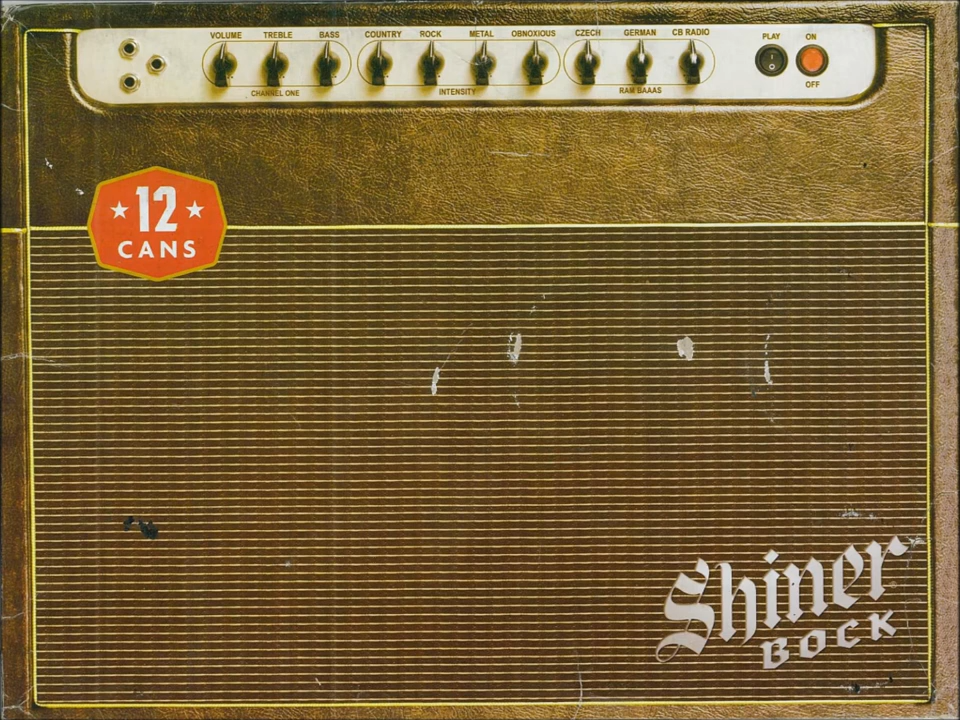 VOLUME TREBLE BASS COUNTRY ROCK METAL OBNOXIOUS CZECH GERMAN CB RADIO PLAY ON
CHANNEL ONE INTENSITY RAM BAAAS OFF
12
CANS
Shiner
BOCK